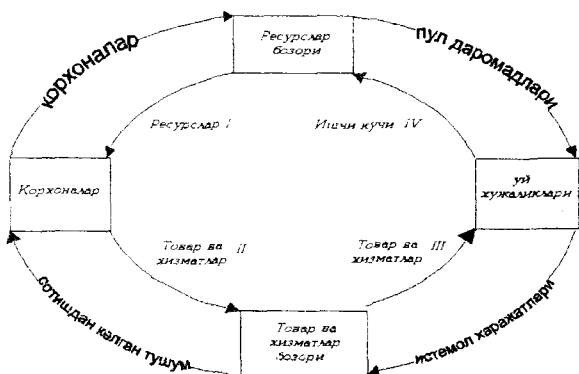 корхоналар
Ресурслар
бозори
пул даромадлари
Ресурслар I
Ишчи кучи IV
Корхоналар
уй
хужаликлари
Товар ва II
хизматлар
Товар ва III
хизматлар
сотишдан келган тушум
Товар ва
хизматлар
бозори
истемол харажатлари